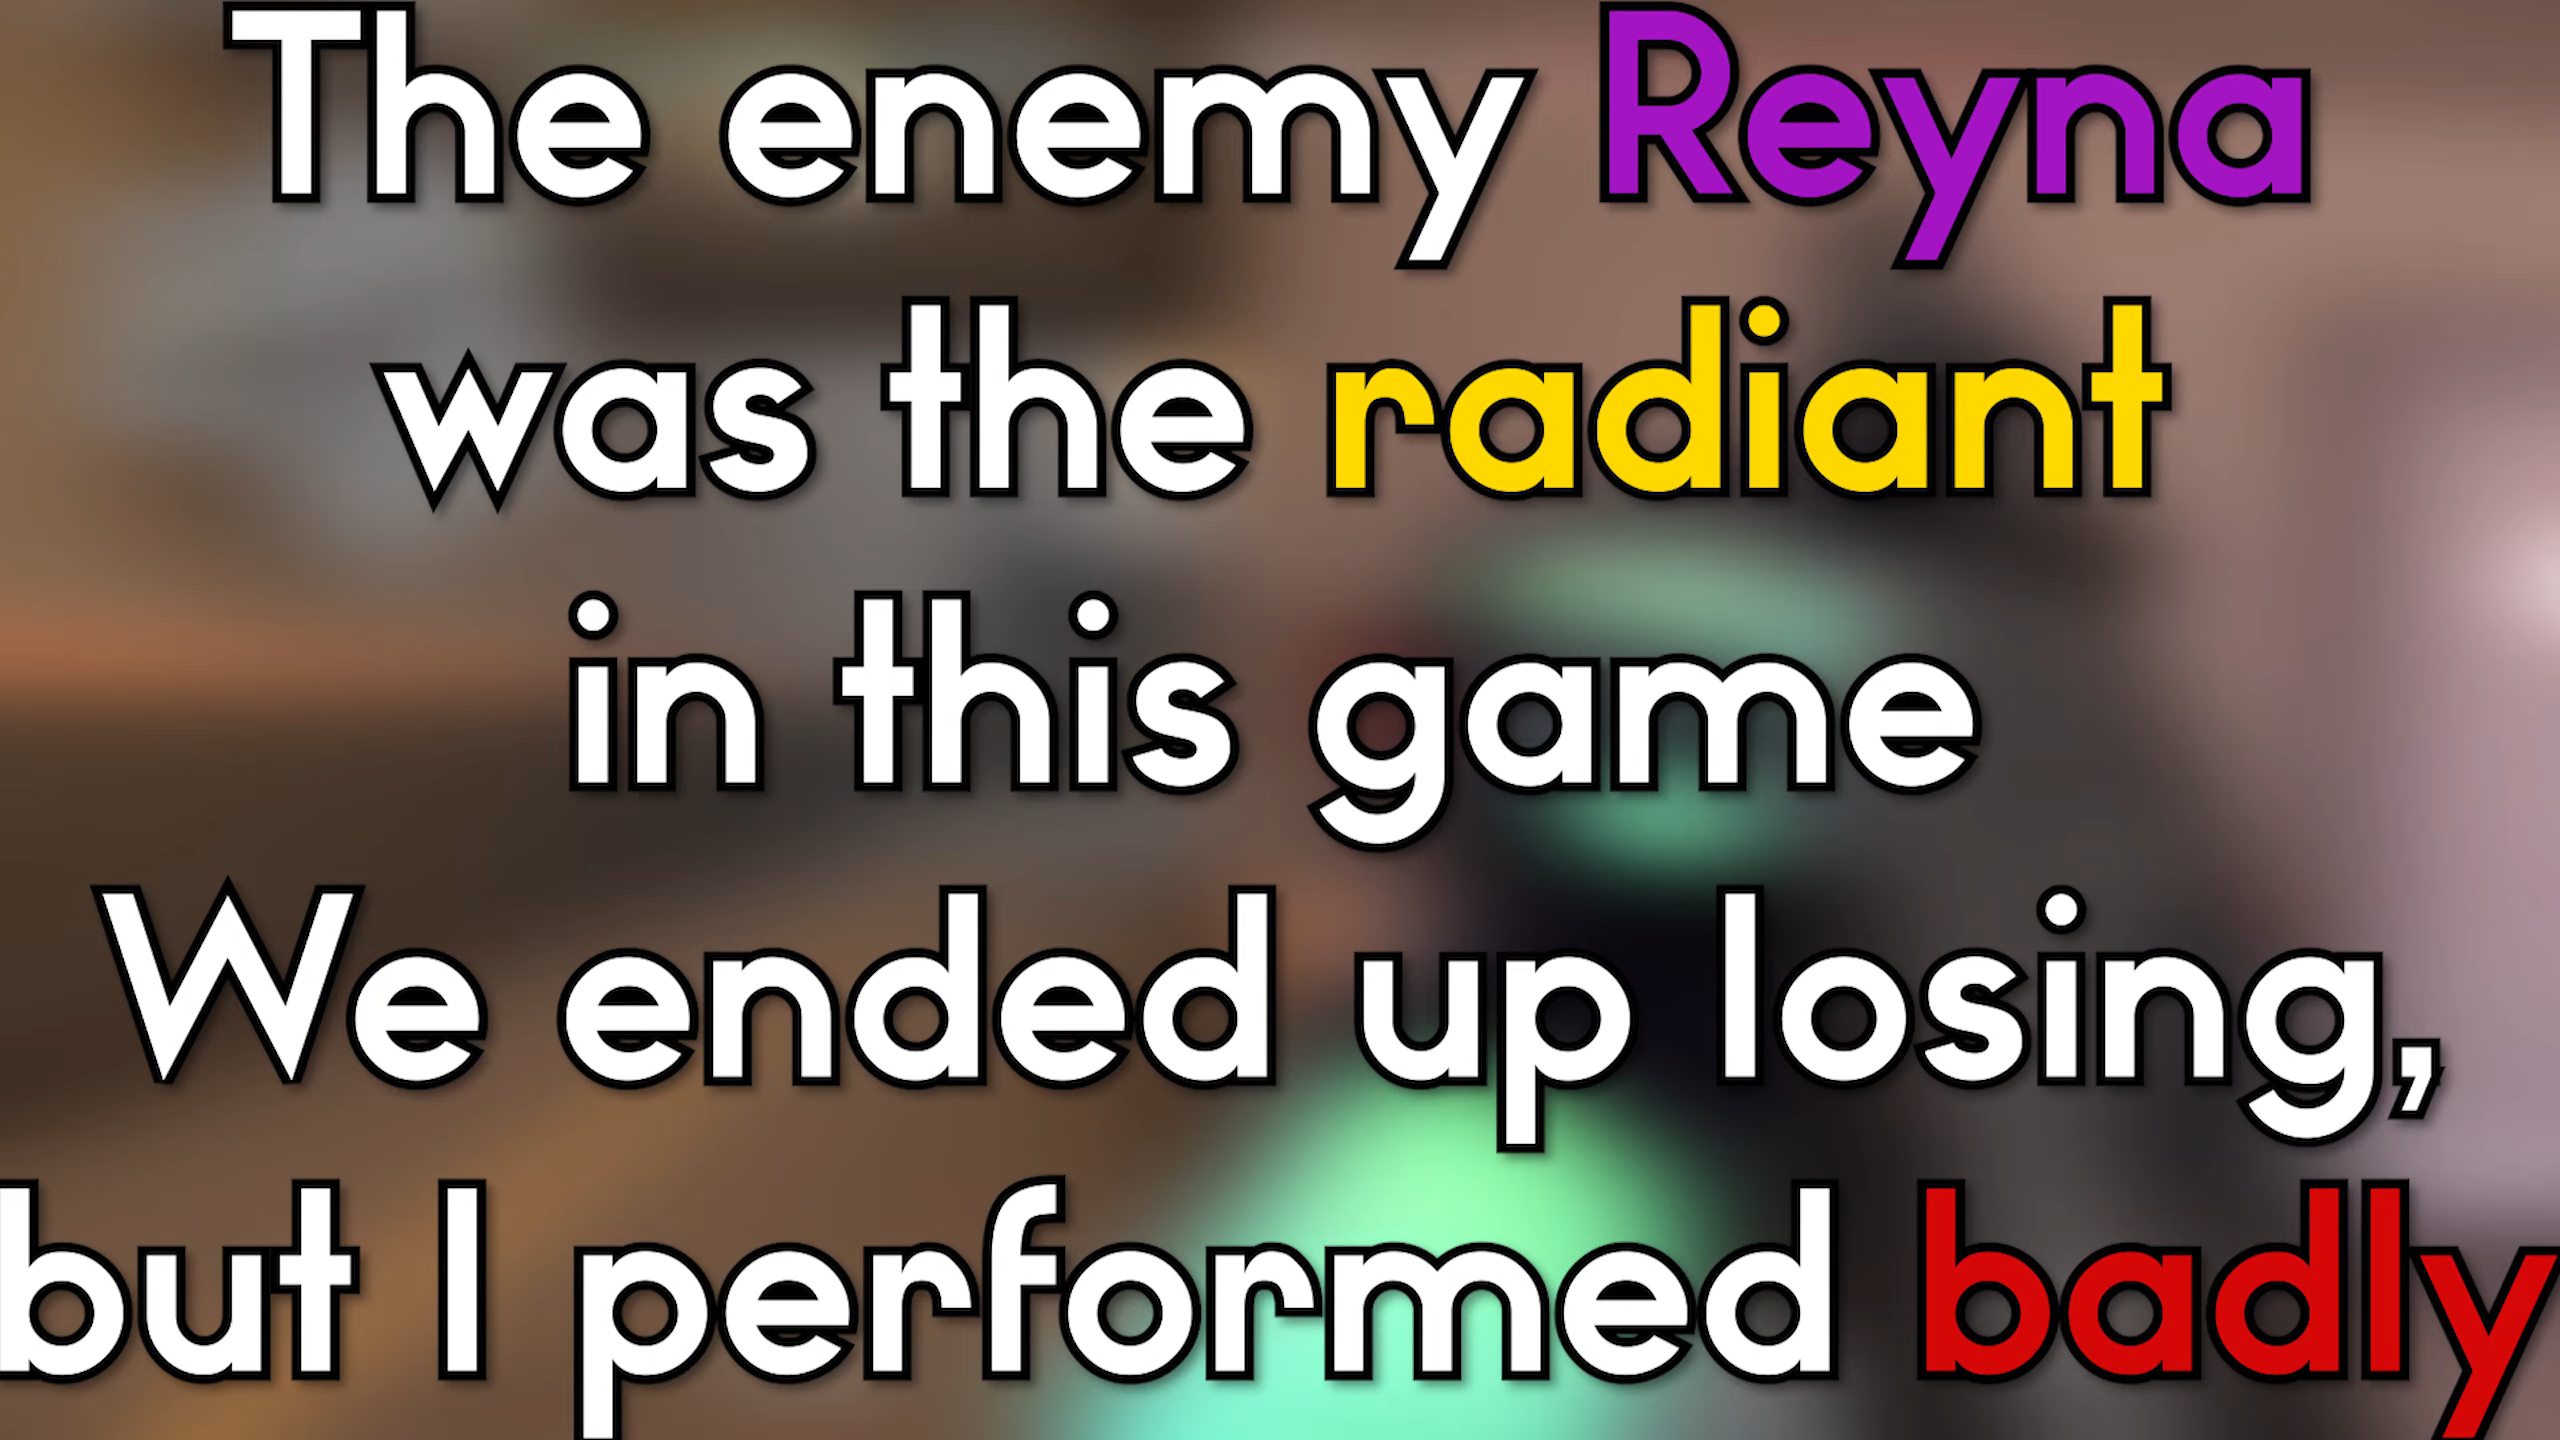 The enemy Reyna
was the radiant
in this game
We ended up losing,
but I performed badly